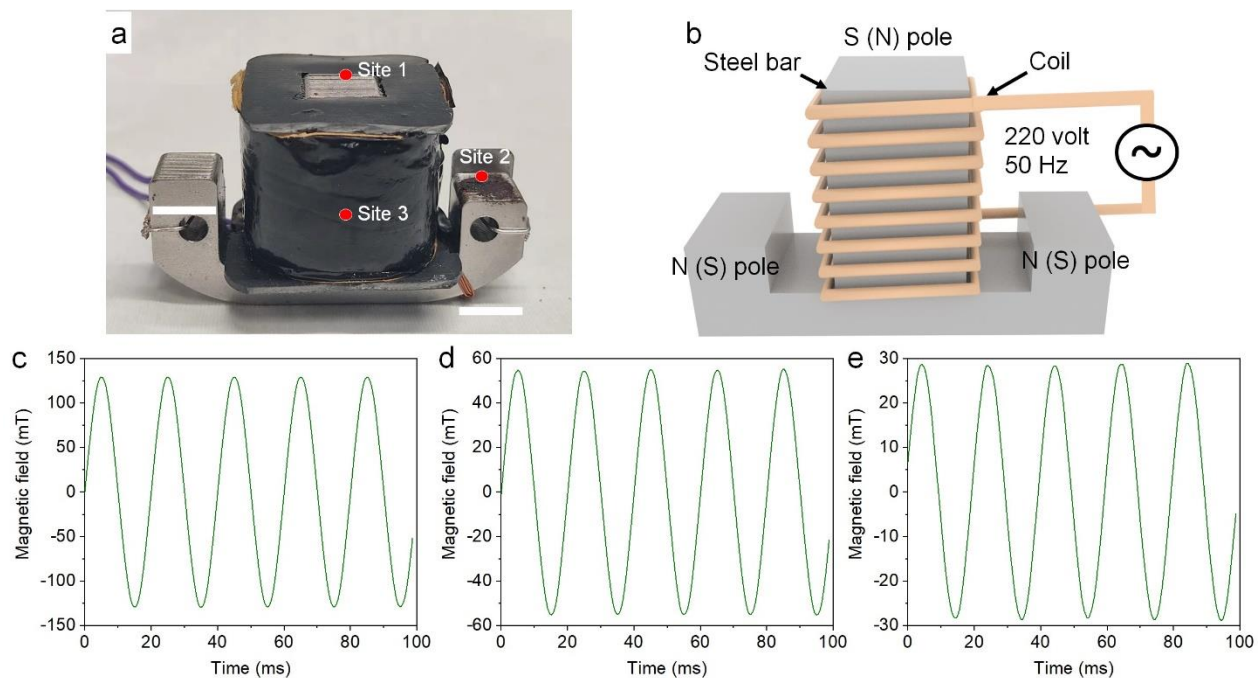 a
Site 1
Site 2
Site 3
b
S (N) pole
Steel bar
Coil
220 volt
50 Hz
~
N (S) pole
N (S) pole
c
150
100
50
0
-50
-100
-150
Magnetic field (mT)
0 20 40 60 80 100
Time (ms)
d
60
40
20
0
-20
-40
-60
Magnetic field (mT)
0 20 40 60 80 100
Time (ms)
e
30
20
10
0
-10
-20
-30
Magnetic field (mT)
0 20 40 60 80 100
Time (ms)